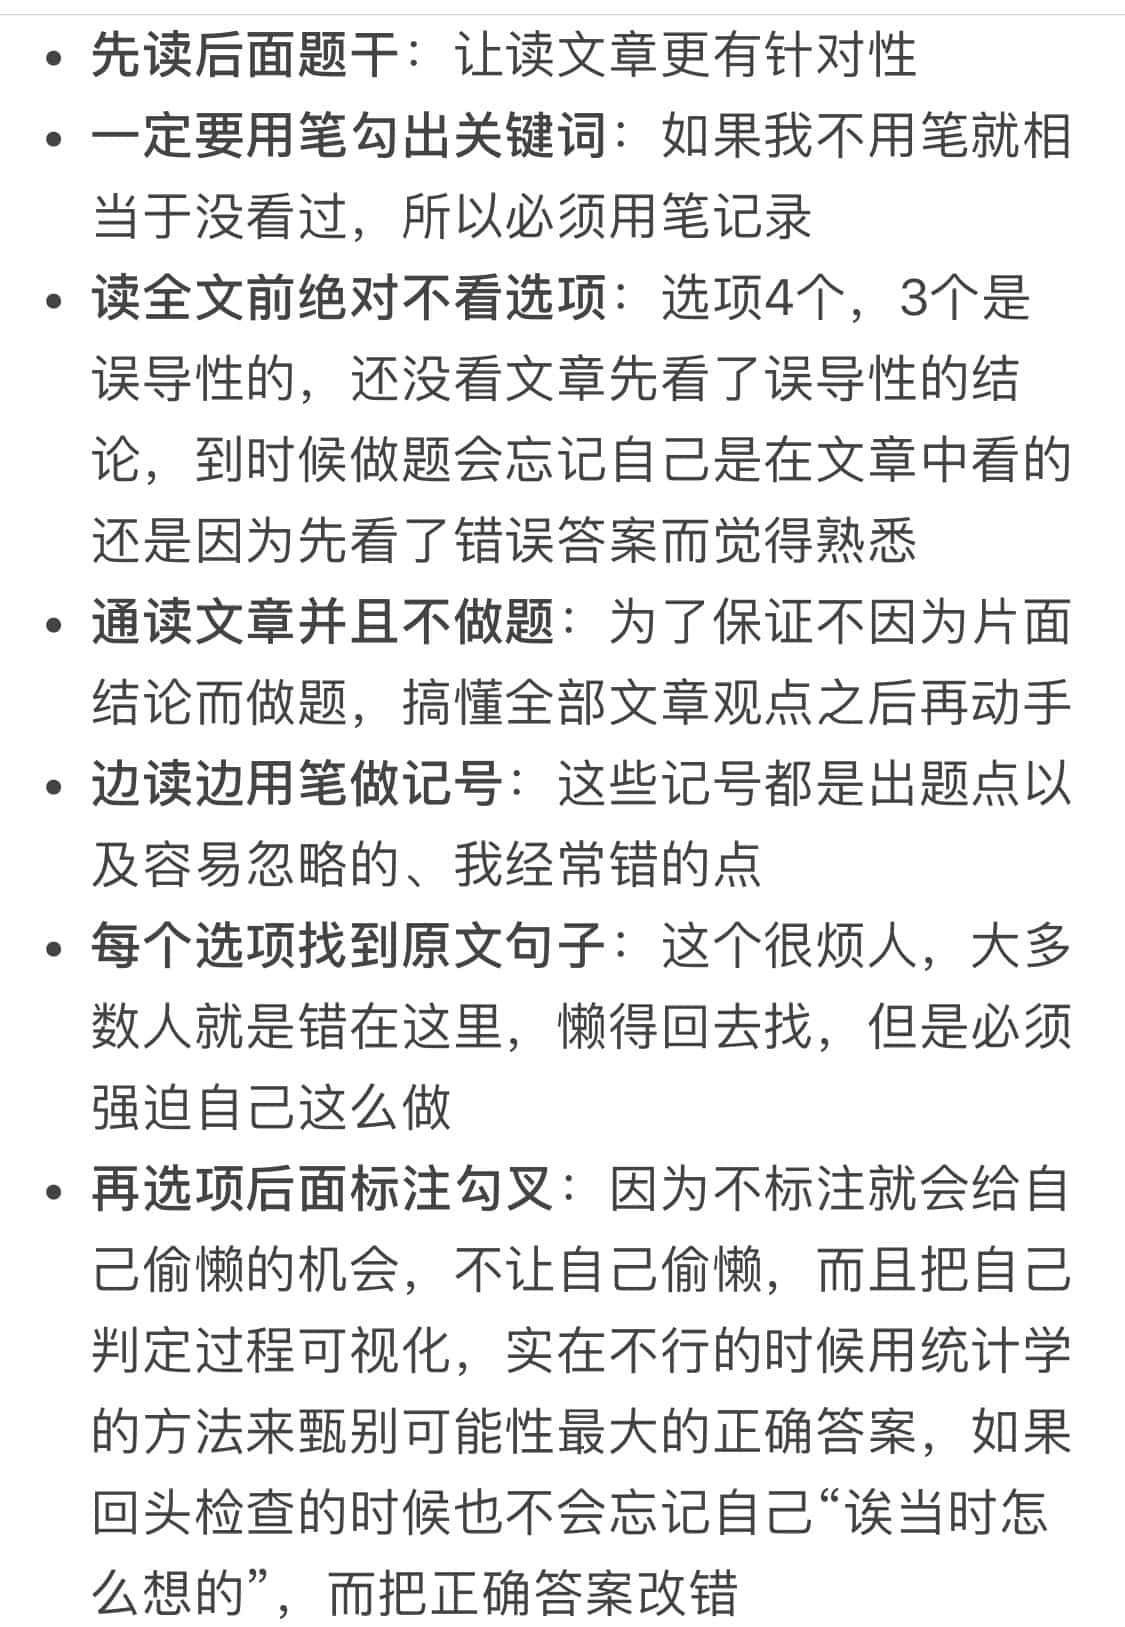 • 先读后面题干：让读文章更有针对性
• 一定要用笔勾出关键词：如果我不用笔就相
当于没看过，所以必须用笔记录
• 读全文前绝对不看选项：选项4个，3个是
误导性的，还没看文章先看了误导性的结
论，到时候做题会忘记自己是在文章中看的
还是因为先看了错误答案而觉得熟悉
• 通读文章并且不做题：为了保证不因为片面
结论而做题，搞懂全部文章观点之后再动手
• 边读边用笔做记号：这些记号都是出题点以
及容易忽略的、我经常错的点
• 每个选项找到原文句子：这个很烦人，大多
数人就是错在这里，懒得回去找，但是必须
强迫自己这么做
• 再选项后面标注勾叉：因为不标注就会给自
己偷懒的机会，不让自己偷懒，而且把自己
判定过程可视化，实在不行的时候用统计学
的方法来甄别可能性最大的正确答案，如果
回头检查的时候也不会忘记自己“诶当时怎
么想的”，而把正确答案改错